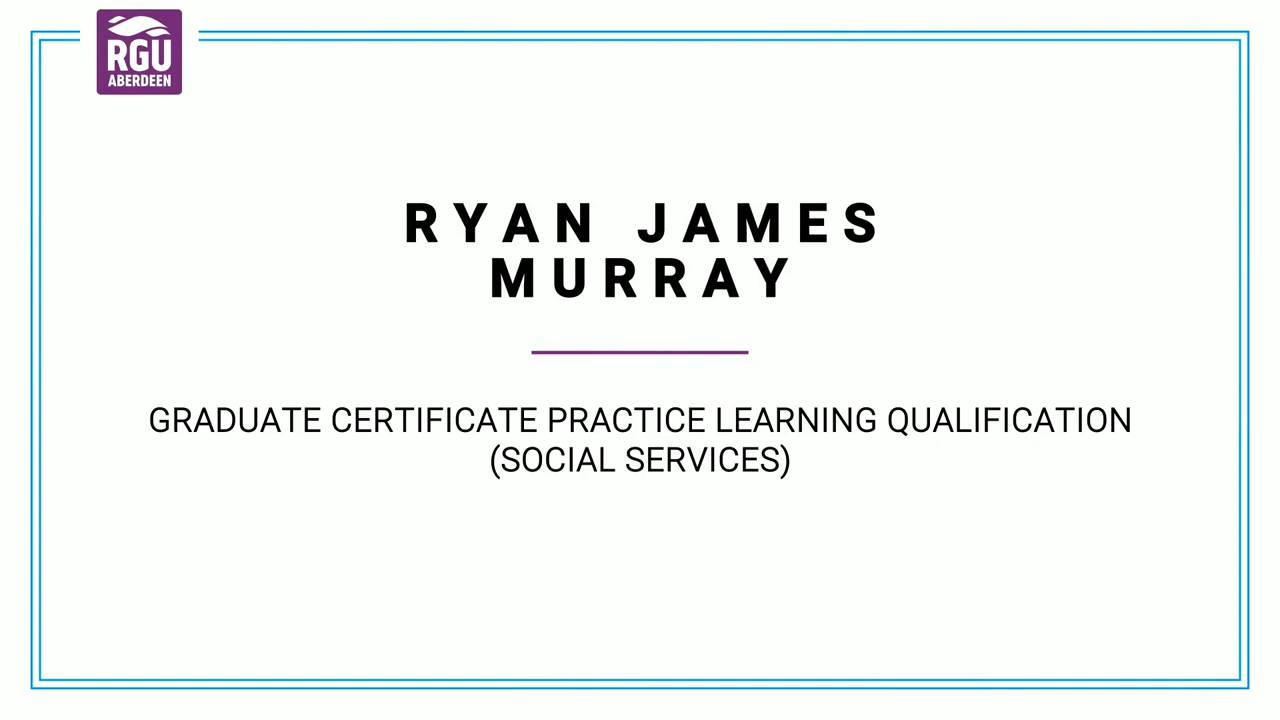 RGU
ABERDEEN
RYAN JAMES
MURRAY
GRADUATE CERTIFICATE PRACTICE LEARNING QUALIFICATION
(SOCIAL SERVICES)